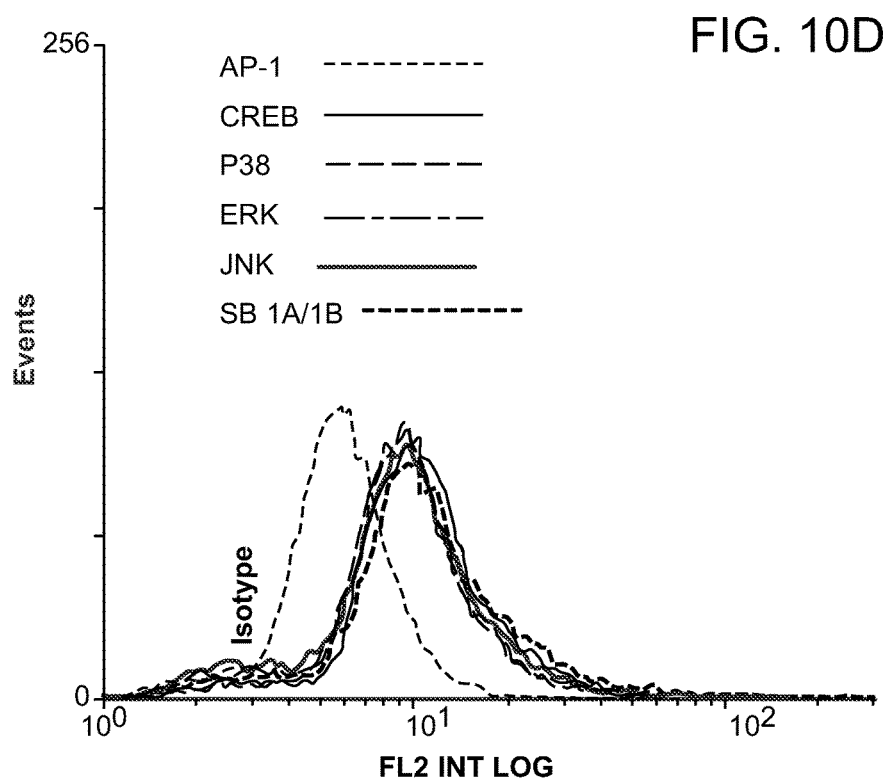 FIG. 10D
256
AP-1
CREB
P38
ERK
JNK
SB 1A/1B
Events
Isotype
0
10^0
10^1
10^2
FL2 INT LOG